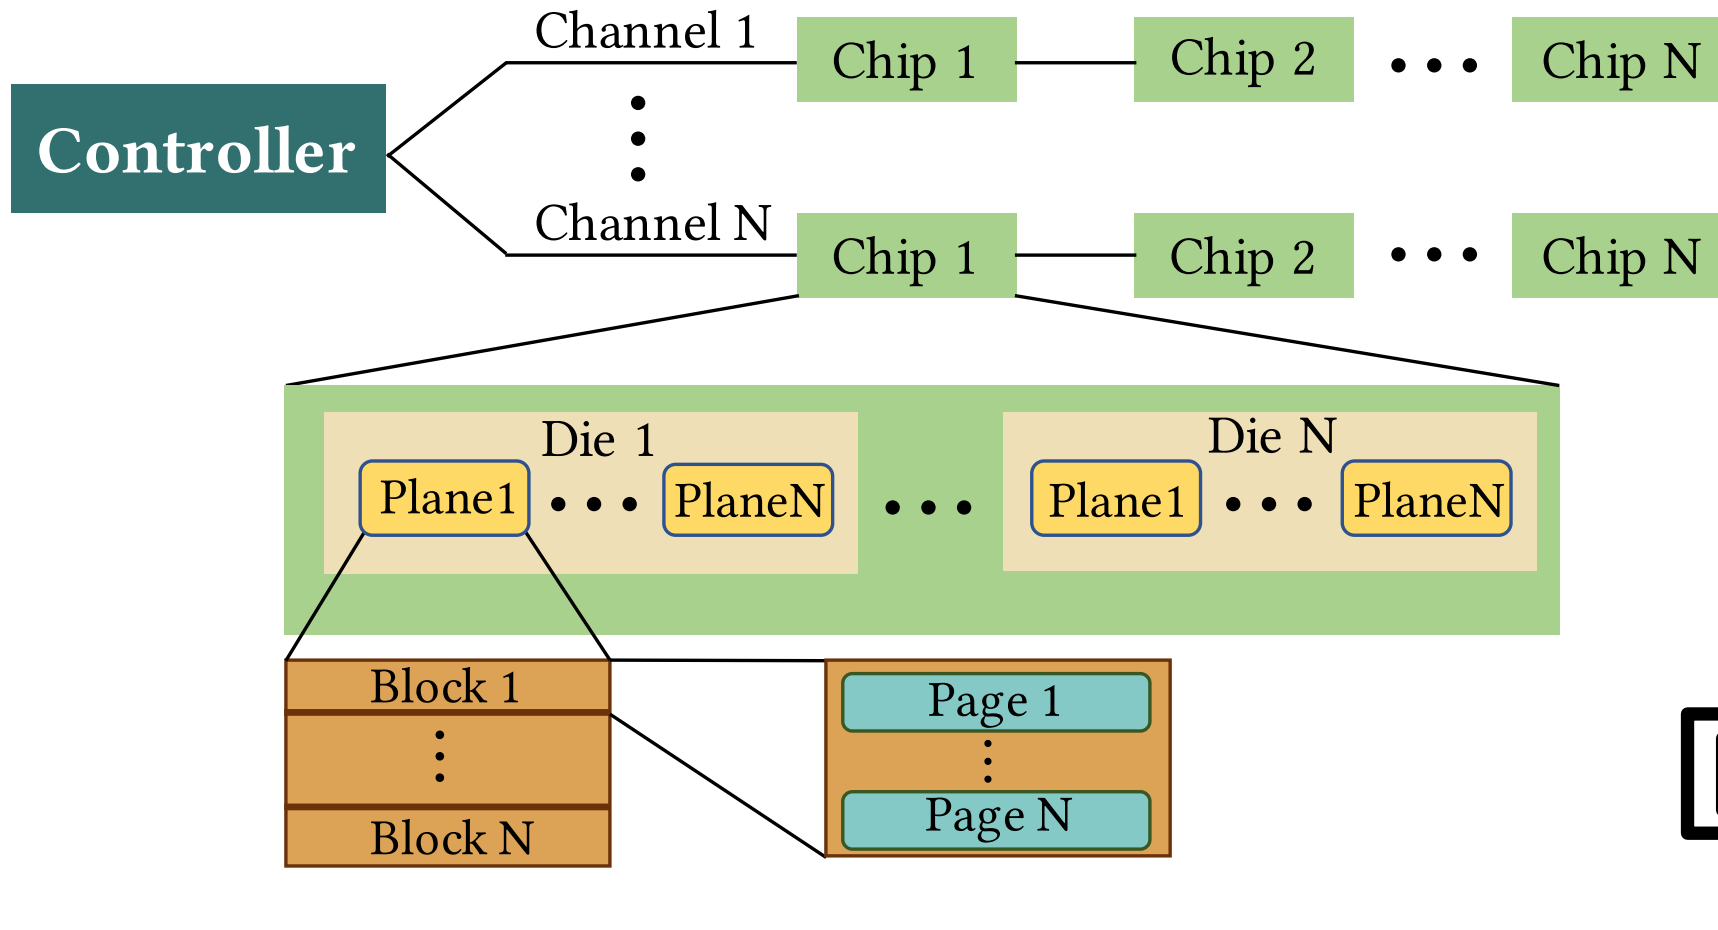 Channel 1
Chip 1
Chip 2
Chip N
Controller
Channel N
Chip 1
Chip 2
Chip N
Die 1
Die N
Plane1
PlaneN
Plane1
PlaneN
Block 1
Block N
Page 1
Page N